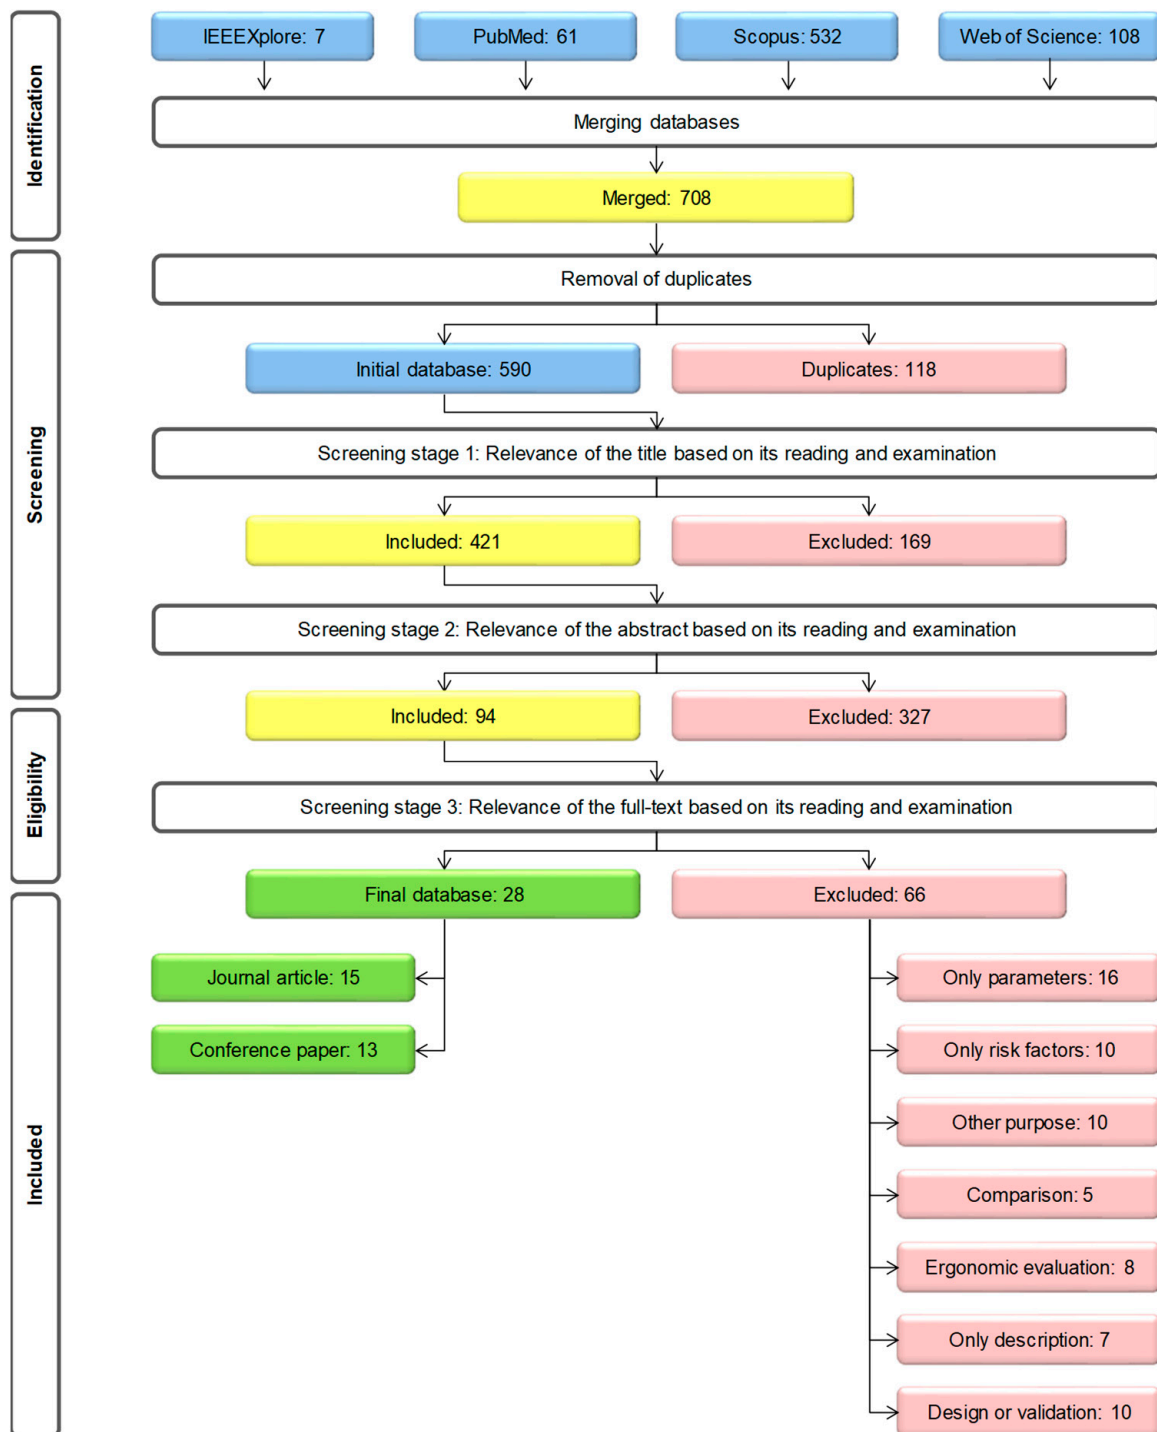 Identification
IEEEXplore: 7
PubMed: 61
Scopus: 532
Web of Science: 108
Merging databases
Merged: 708
Screening
Removal of duplicates
Initial database: 590
Duplicates: 118
Screening stage 1: Relevance of the title based on its reading and examination
Included: 421
Excluded: 169
Screening stage 2: Relevance of the abstract based on its reading and examination
Included: 94
Excluded: 327
Eligibility
Screening stage 3: Relevance of the full-text based on its reading and examination
Included
Final database: 28
Excluded: 66
Journal article: 15
Conference paper: 13
Only parameters: 16
Only risk factors: 10
Other purpose: 10
Comparison: 5
Ergonomic evaluation: 8
Only description: 7
Design or validation: 10